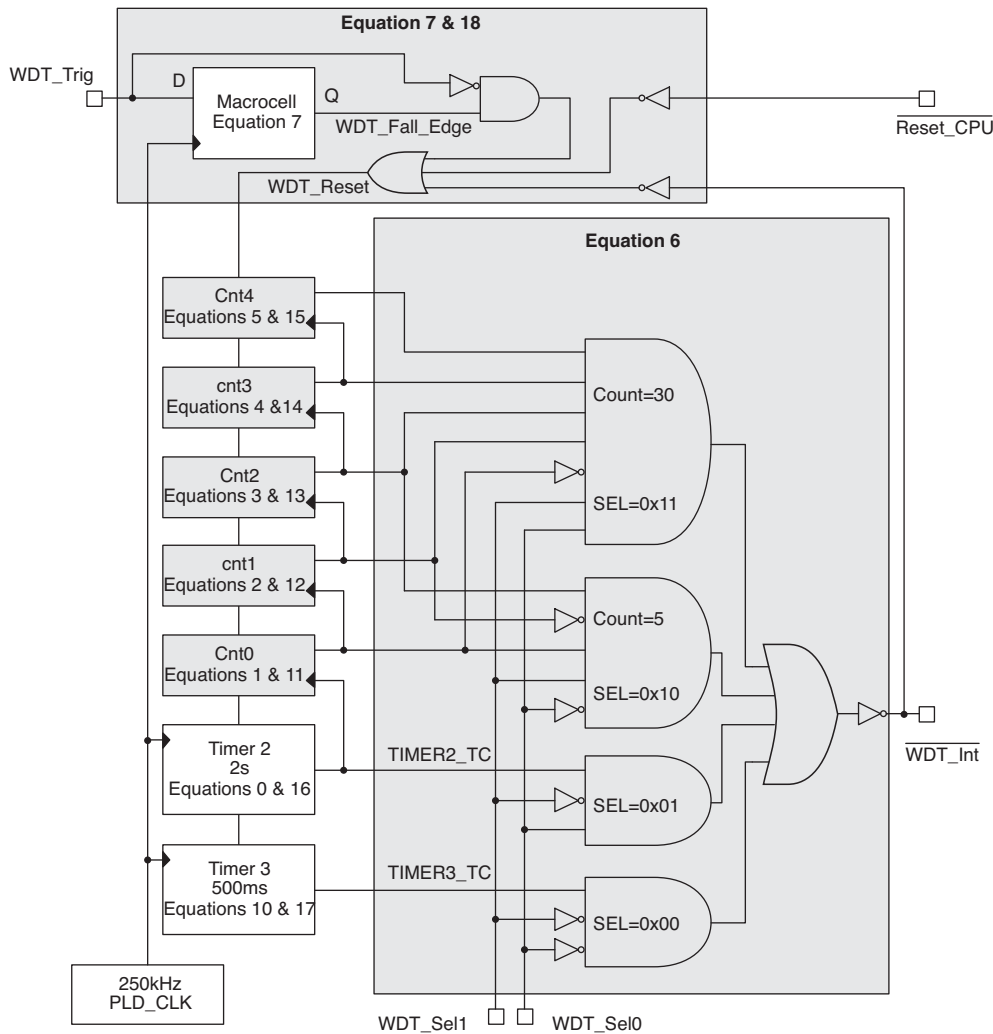 Equation 7 & 18
WDT_Trig
D
Q
Macrocell
Equation 7
WDT_Fall_Edge
Reset_CPU
WDT_Reset
Equation 6
Cnt4
Equations 5 & 15
cnt3
Equations 4 &14
Cnt2
Equations 3 & 13
cnt1
Equations 2 & 12
Cnt0
Equations 1 & 11
Timer 2
2s
Equations 0 & 16
Timer 3
500ms
Equations 10 & 17
250kHz
PLD_CLK
Count=30
SEL=0x11
Count=5
SEL=0x10
TIMER2_TC
SEL=0x01
TIMER3_TC
SEL=0x00
WDT_Int
WDT_Sel1
WDT_Sel0